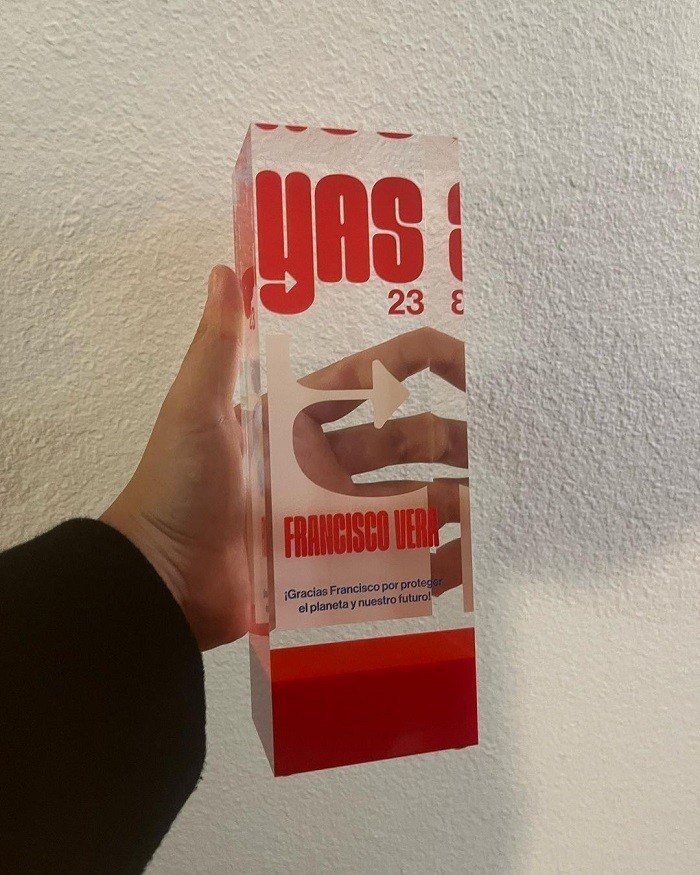 yas
23
FRANCISCO VERA
¡Gracias Francisco por proteger
el planeta y nuestro futuro!